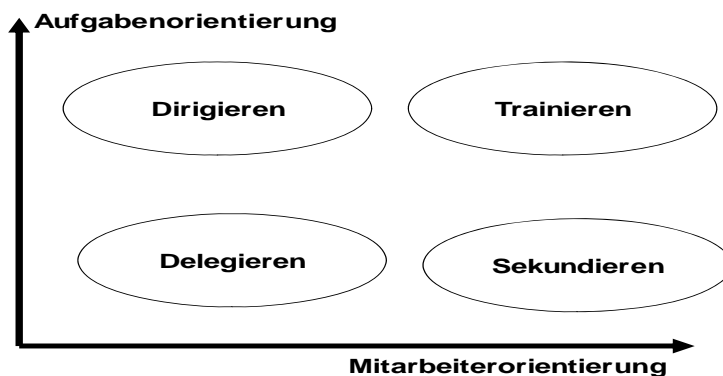 Aufgabenorientierung
Dirigieren Trainieren
Delegieren Sekundieren
Mitarbeiterorientierung